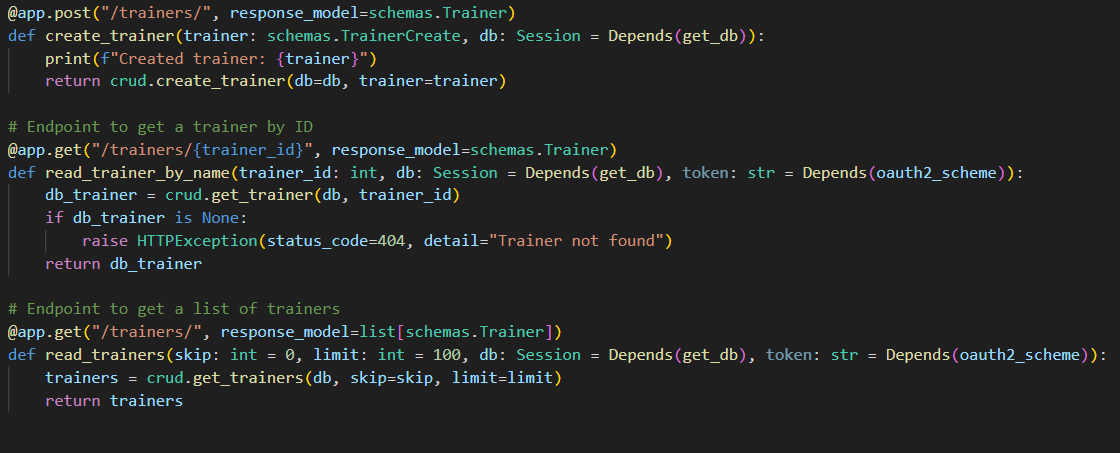 @app.post("/trainers/", response_model=schemas.Trainer)
def create_trainer(trainer: schemas.TrainerCreate, db: Session = Depends(get_db)):
    print(f"Created trainer: {trainer}")
    return crud.create_trainer(db=db, trainer=trainer)

# Endpoint to get a trainer by ID
@app.get("/trainers/{trainer_id}", response_model=schemas.Trainer)
def read_trainer_by_name(trainer_id: int, db: Session = Depends(get_db), token: str = Depends(oauth2_scheme)):
    db_trainer = crud.get_trainer(db, trainer_id)
    if db_trainer is None:
        raise HTTPException(status_code=404, detail="Trainer not found")
    return db_trainer

# Endpoint to get a list of trainers
@app.get("/trainers/", response_model=list[schemas.Trainer])
def read_trainers(skip: int = 0, limit: int = 100, db: Session = Depends(get_db), token: str = Depends(oauth2_scheme)):
    trainers = crud.get_trainers(db, skip=skip, limit=limit)
    return trainers